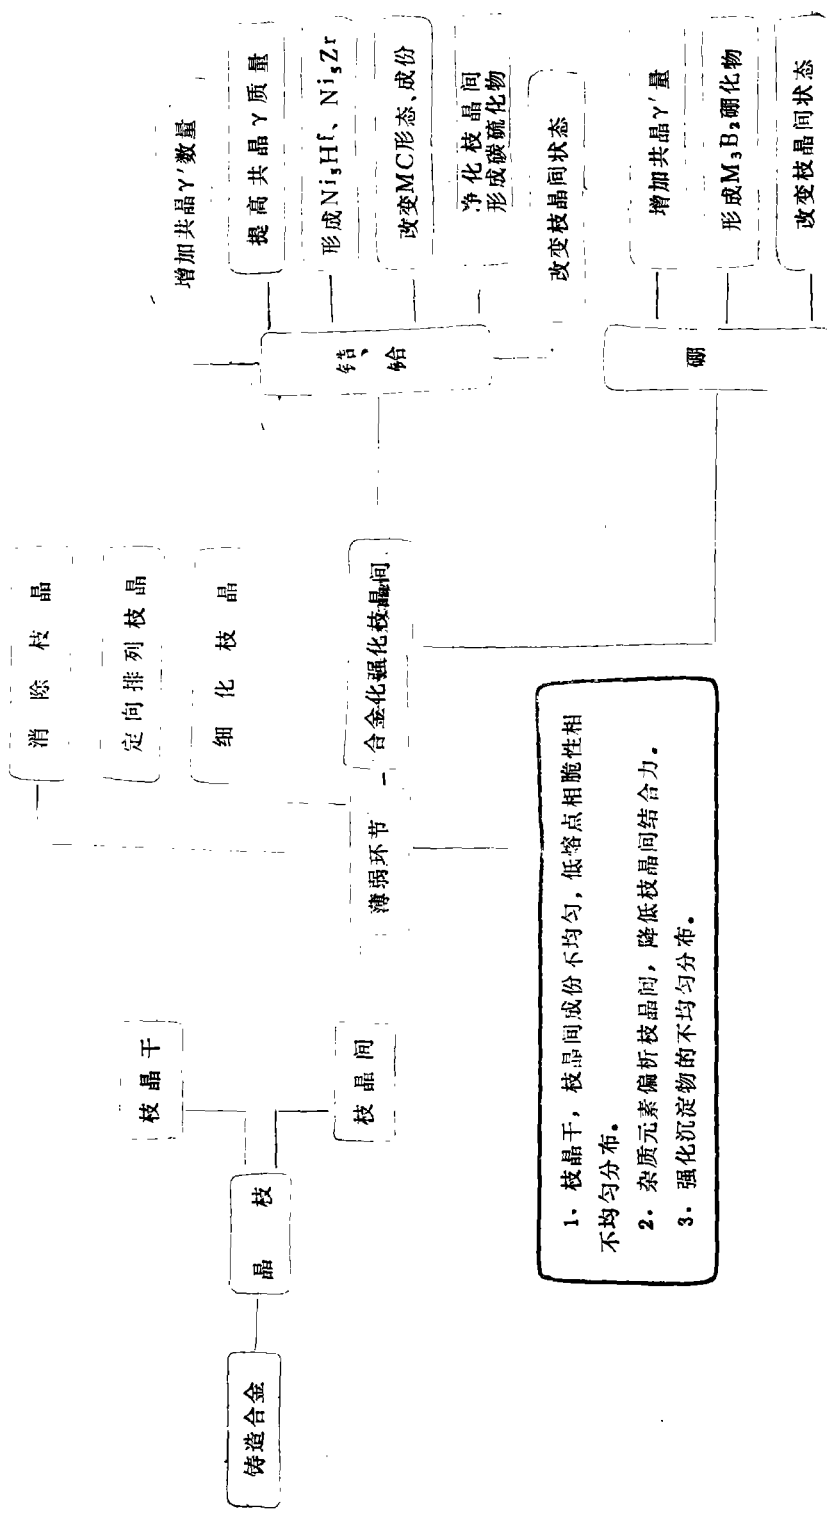 铸造合金
晶 枝
枝晶干
枝晶间
薄弱环节
消除枝晶
定向排列枝晶
细化枝晶
合金化强化枝晶间
锆、
铪
增加共晶γ′数量
提高共晶γ质量
形成Ni₅Hf、Ni₅Zr
改变MC形态、成份
净化枝晶间
形成碳硫化物
改变枝晶间状态
硼
增加共晶γ′量
形成M₃B₂硼化物
改变枝晶间状态
1、枝晶干，枝晶间成份不均匀，低熔点相脆性相
不均匀分布。
2．杂质元素偏析枝晶间，降低枝晶间结合力。
3．强化沉淀物的不均匀分布。